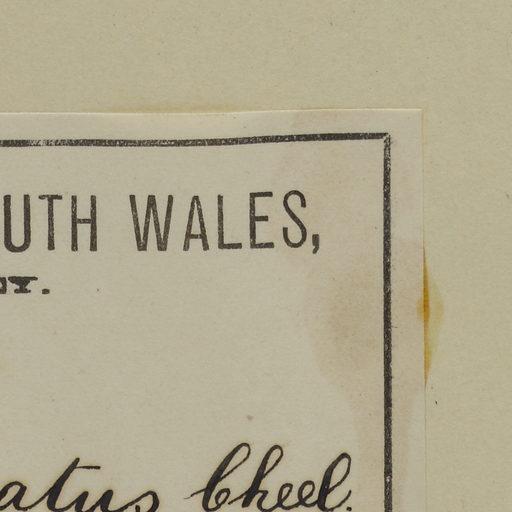 UTH WALES,
Y.
atus Cheel.